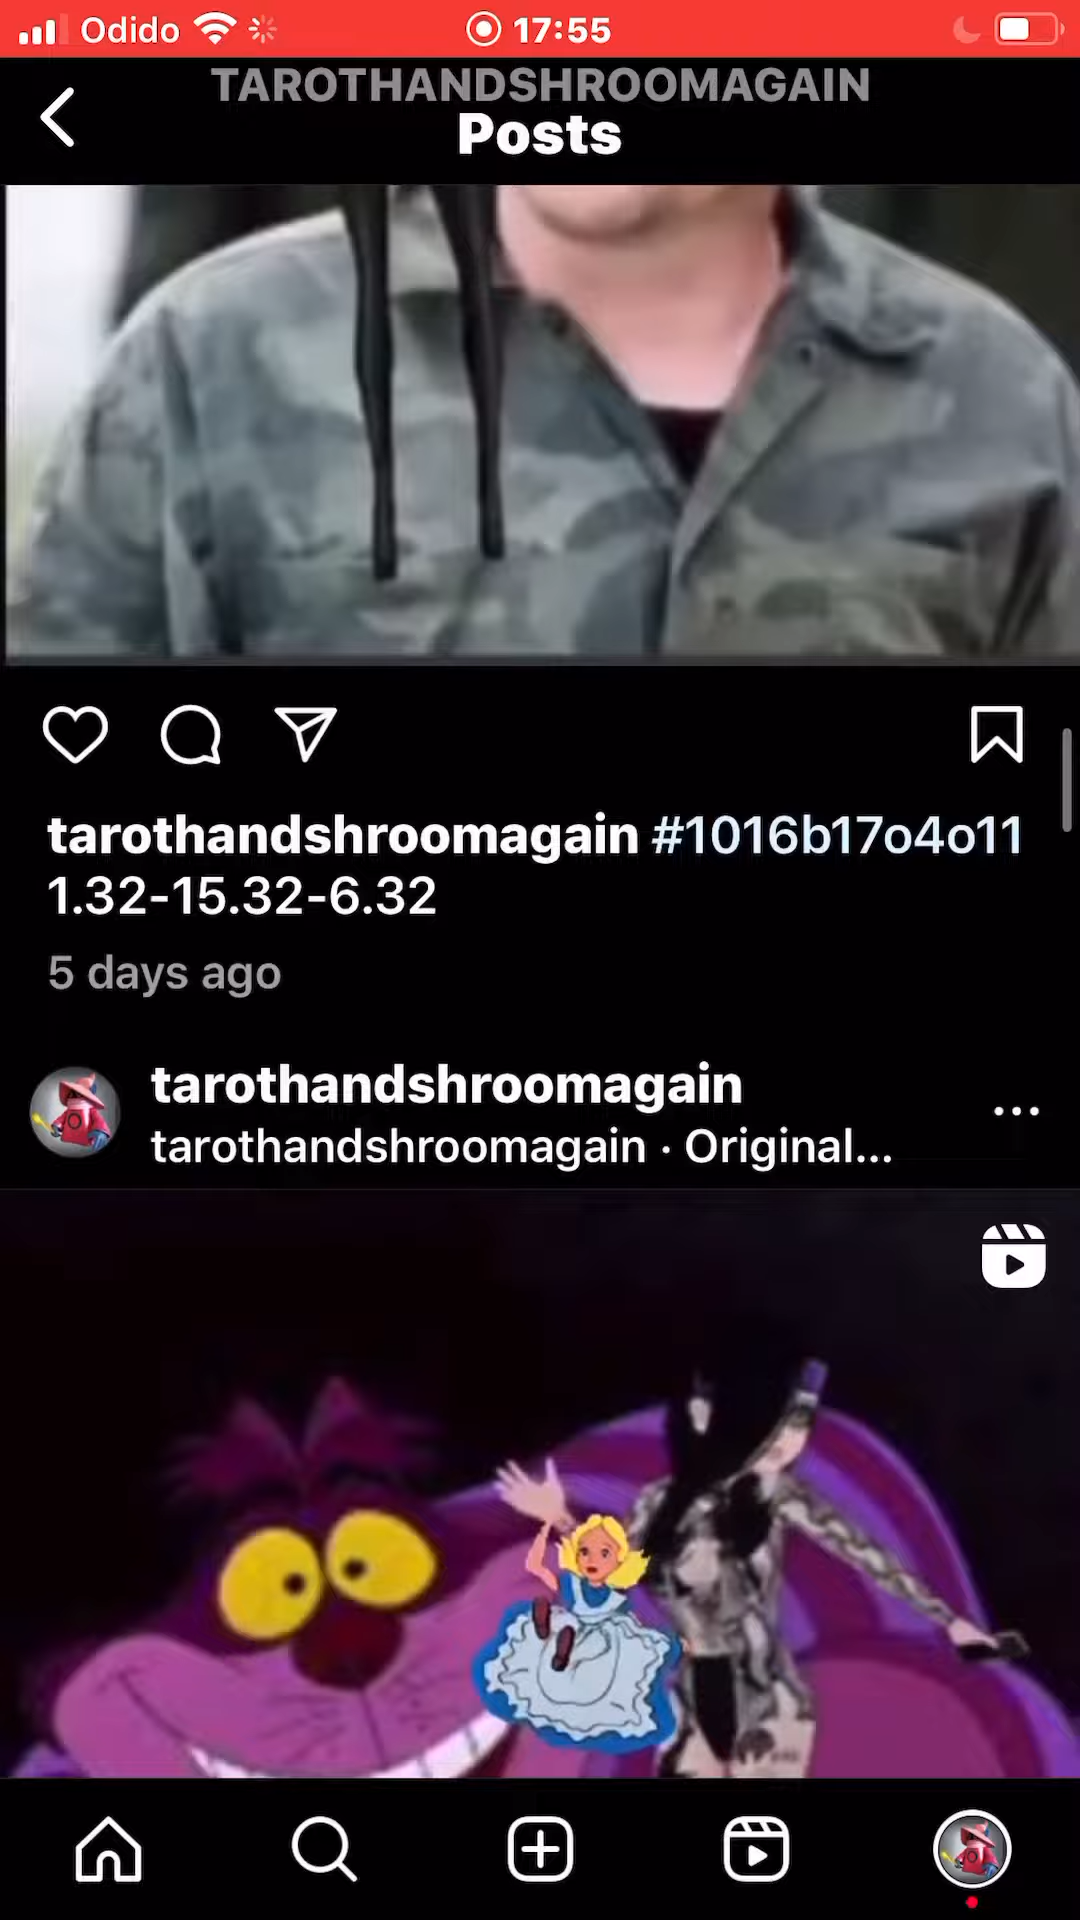 Odido 17:55
TAROTHANDSHROOMAGAIN
Posts
tarothandshroomagain #1016b17o4o11
1.32-15.32-6.32
5 days ago
tarothandshroomagain
tarothandshroomagain · Original...